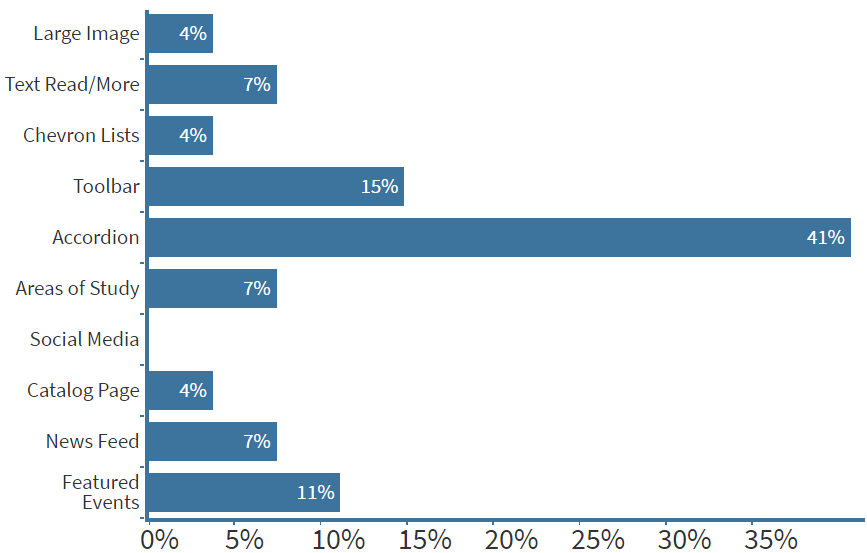 Large Image 4%
Text Read/More 7%
Chevron Lists 4%
Toolbar 15%
Accordion 41%
Areas of Study 7%
Social Media
Catalog Page 4%
News Feed 7%
Featured
Events 11%
0% 5% 10% 15% 20% 25% 30% 35%